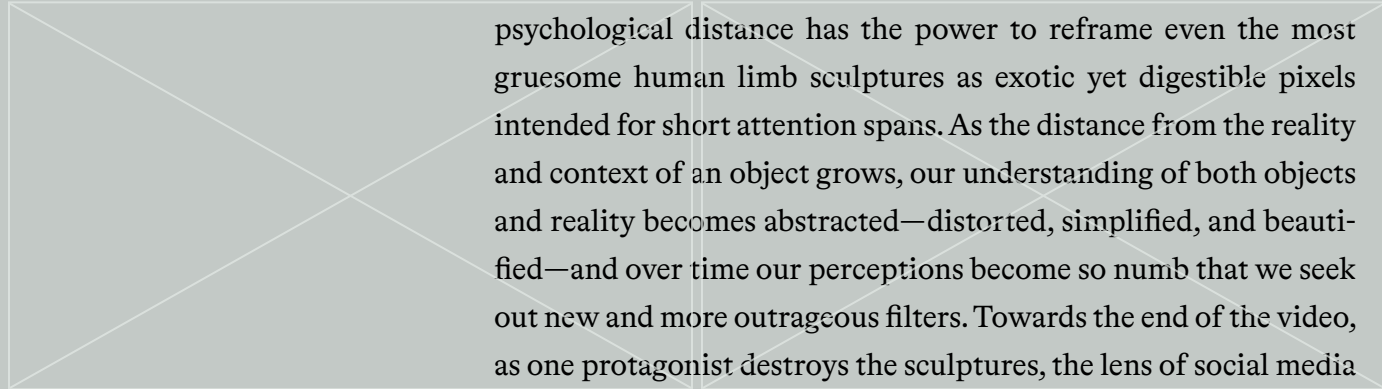 psychological distance has the power to reframe even the most
gruesome human limb sculptures as exotic yet digestible pixels
intended for short attention spans. As the distance from the reality
and context of an object grows, our understanding of both objects
and reality becomes abstracted—distorted, simplified, and beauti-
fied—and over time our perceptions become so numb that we seek
out new and more outrageous filters. Towards the end of the video,
as one protagonist destroys the sculptures, the lens of social media